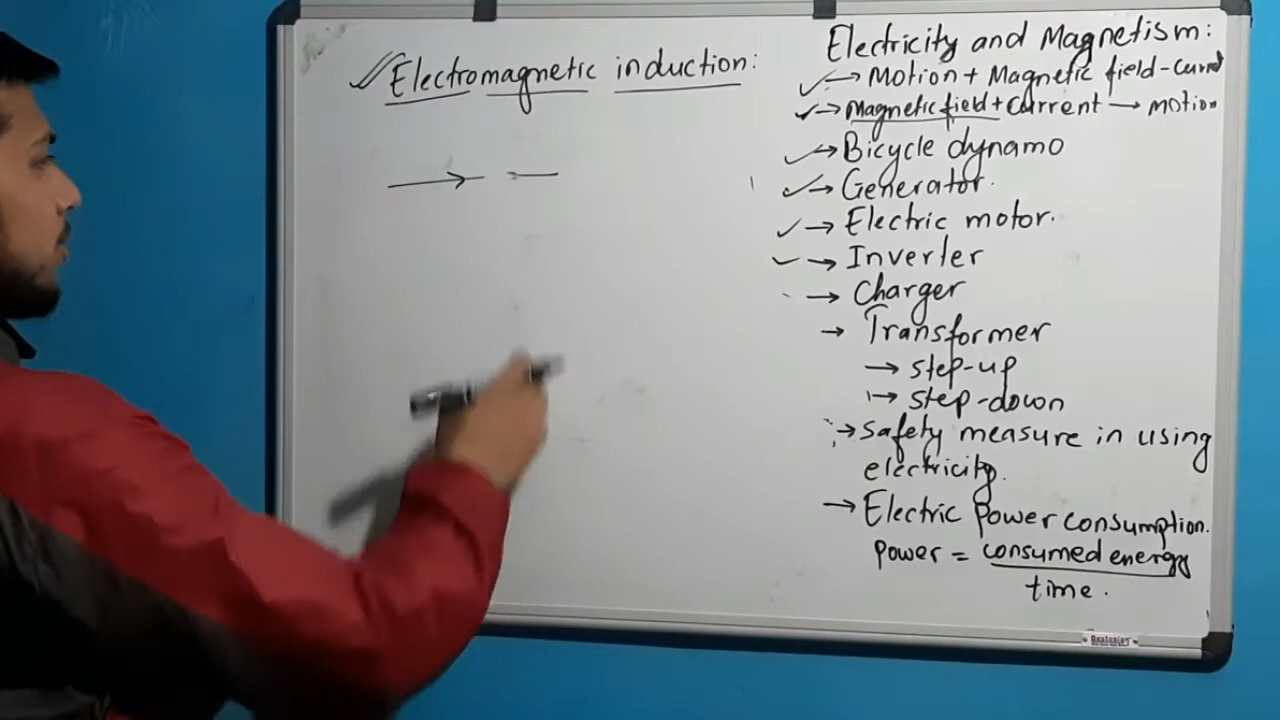 Electromagnetic induction:
Electricity and Magnetism:
✓→ Motion + Magnetic field - Current
✓→ Magnetic field + Current → motion
✓→ Bicycle dynamo
✓→ Generator.
✓→ Electric motor.
✓→ Inverter
→ Charger
→ Transformer
→ step-up
→ step-down
→ Safety measure in using
electricity.
→ Electric Power consumption.
Power = consumed energy
time.